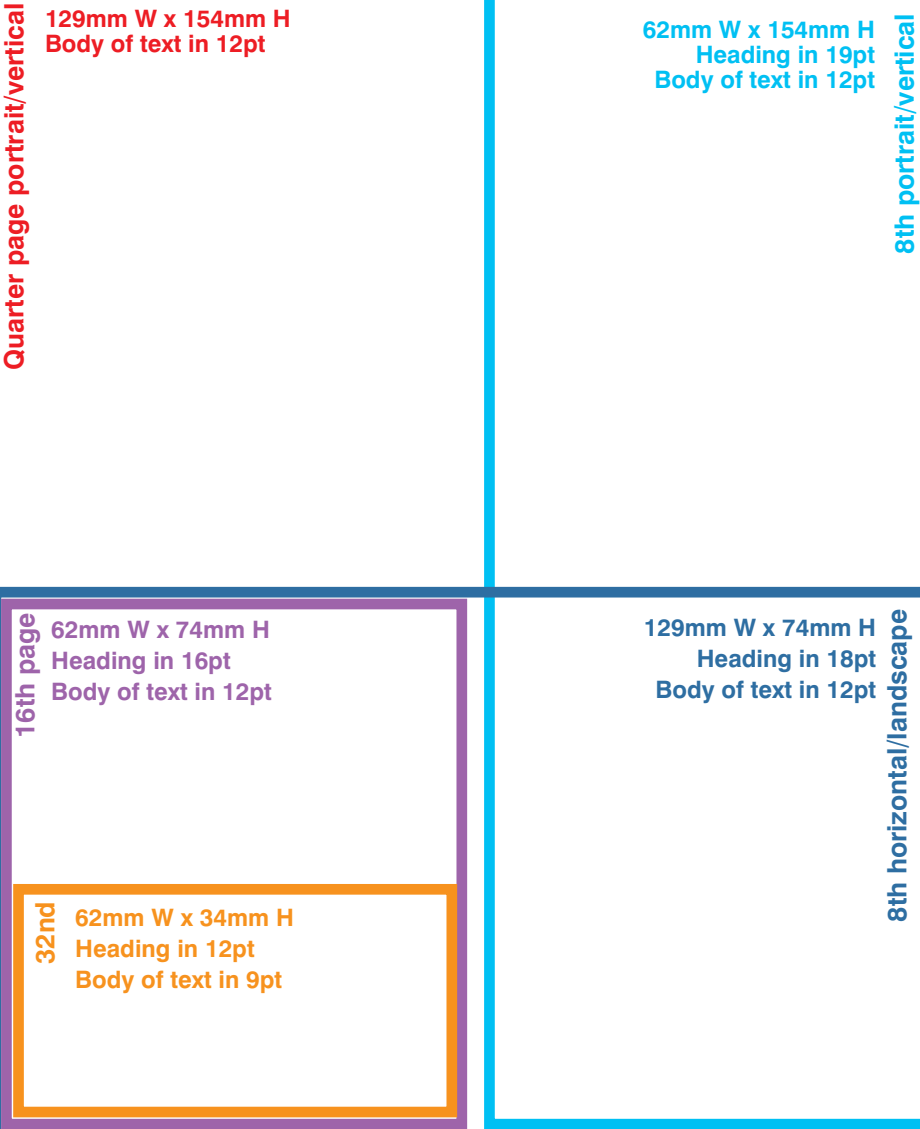 Quarter page portrait/vertical
129mm W x 154mm H
Body of text in 12pt
62mm W x 154mm H
Heading in 19pt
Body of text in 12pt
8th portrait/vertical
16th page
62mm W x 74mm H
Heading in 16pt
Body of text in 12pt
129mm W x 74mm H
Heading in 18pt
Body of text in 12pt
8th horizontal/landscape
32nd
62mm W x 34mm H
Heading in 12pt
Body of text in 9pt